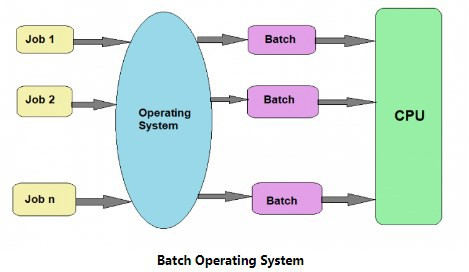 Job 1
Batch
Job 2
Operating
System
Batch
CPU
Job n
Batch
Batch Operating System